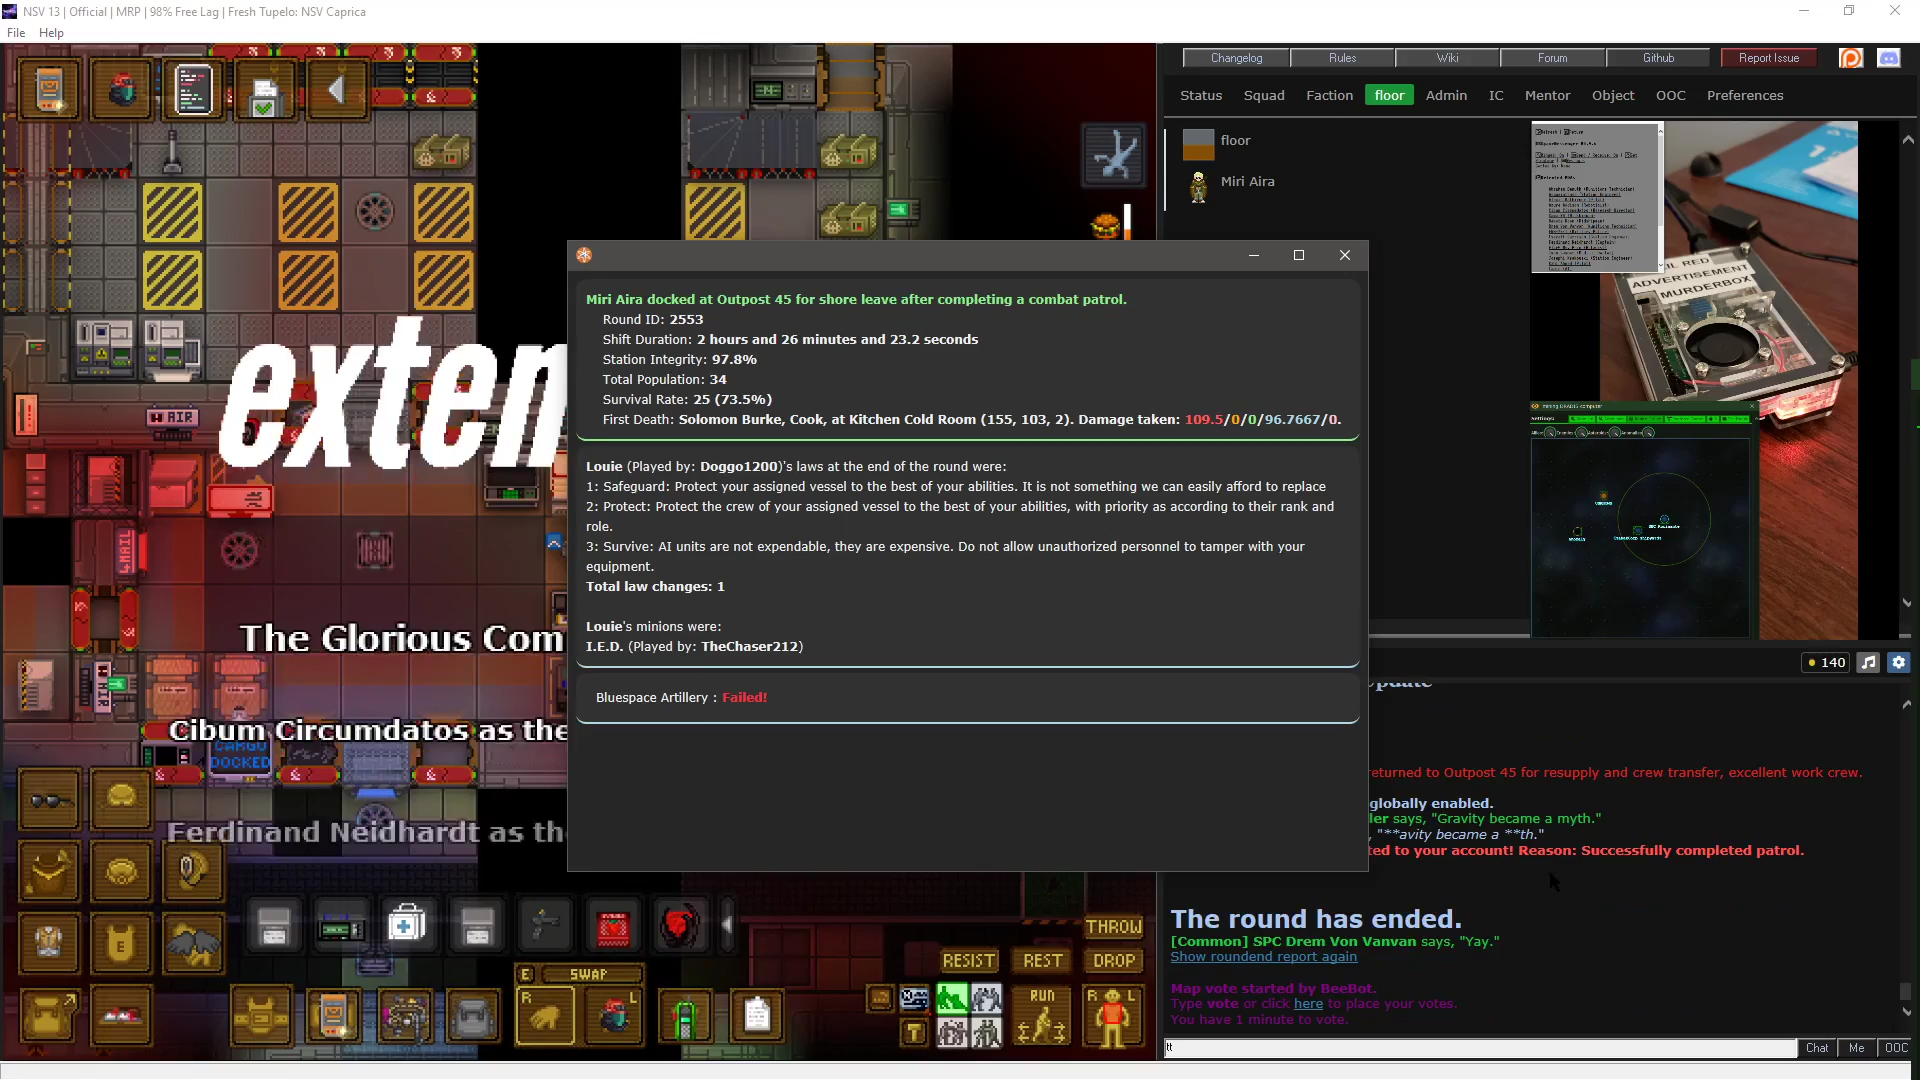 NSV 13 | Official | MRP | 98% Free Lag | Fresh Tupelo: NSV Caprica
File Help
Changelog Rules Wiki Forum Github Report Issue
Status Squad Faction floor Admin IC Mentor Object OOC Preferences
floor
Miri Aira
RED
ADVERTISEMENT
MURDERBOX
mining DRADIS computer
Miri Aira docked at Outpost 45 for shore leave after completing a combat patrol.
Round ID: 2553
Shift Duration: 2 hours and 26 minutes and 23.2 seconds
Station Integrity: 97.8%
Total Population: 34
Survival Rate: 25 (73.5%)
First Death: Solomon Burke, Cook, at Kitchen Cold Room (155, 103, 2). Damage taken: 109.5/0/0/96.7667/0.
Louie (Played by: Doggo1200)'s laws at the end of the round were:
1: Safeguard: Protect your assigned vessel to the best of your abilities. It is not something we can easily afford to replace
2: Protect: Protect the crew of your assigned vessel to the best of your abilities, with priority as according to their rank and
role.
3: Survive: AI units are not expendable, they are expensive. Do not allow unauthorized personnel to tamper with your
equipment.
Total law changes: 1
Louie's minions were:
I.E.D. (Played by: TheChaser212)
Bluespace Artillery : Failed!
exten
AIR
MAIL
The Glorious Com
Cibum Circumdatos as the
CARGO
DOCKED
Ferdinand Neidhardt as th
140
returned to Outpost 45 for resupply and crew transfer, excellent work crew.
globally enabled.
ler says, "Gravity became a myth."
, "**avity became a **th."
ted to your account! Reason: Successfully completed patrol.
The round has ended.
[Common] SPC Drem Von Vanvan says, "Yay."
Show roundend report again
Map vote started by BeeBot.
Type vote or click here to place your votes.
You have 1 minute to vote.
tt
Chat Me OOC
THROW
RESIST REST DROP
E SWAP
R L
RUN
R L
T